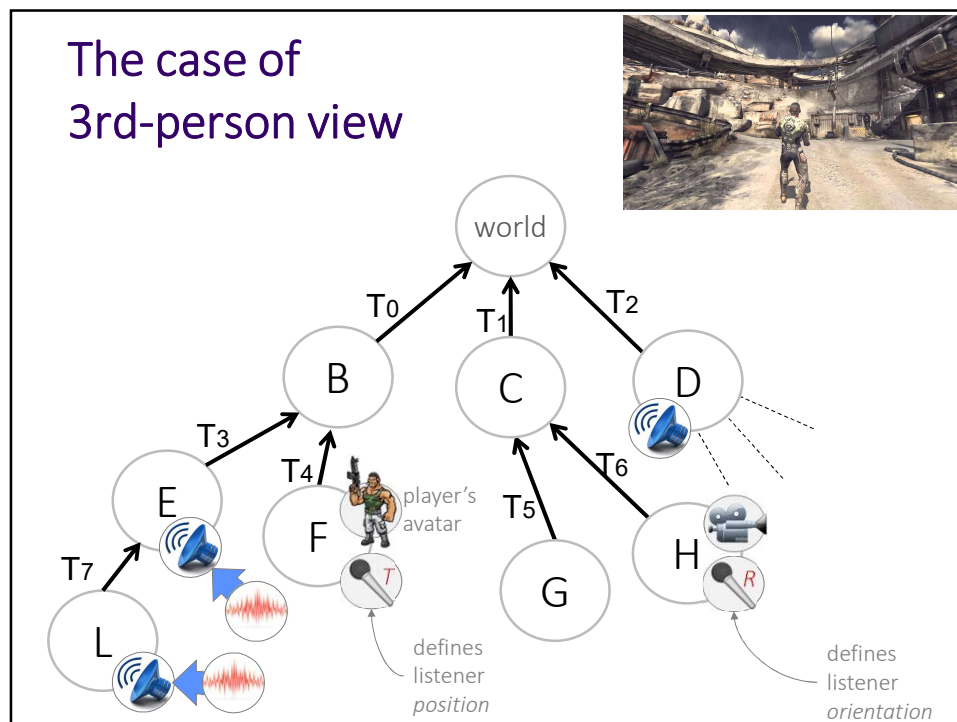 The case of
3rd-person view
world
T0
T1
T2
B
C
D
T3
T4
T5
T6
E
F
player's
avatar
H
G
T7
T
R
L
defines
listener
position
defines
listener
orientation